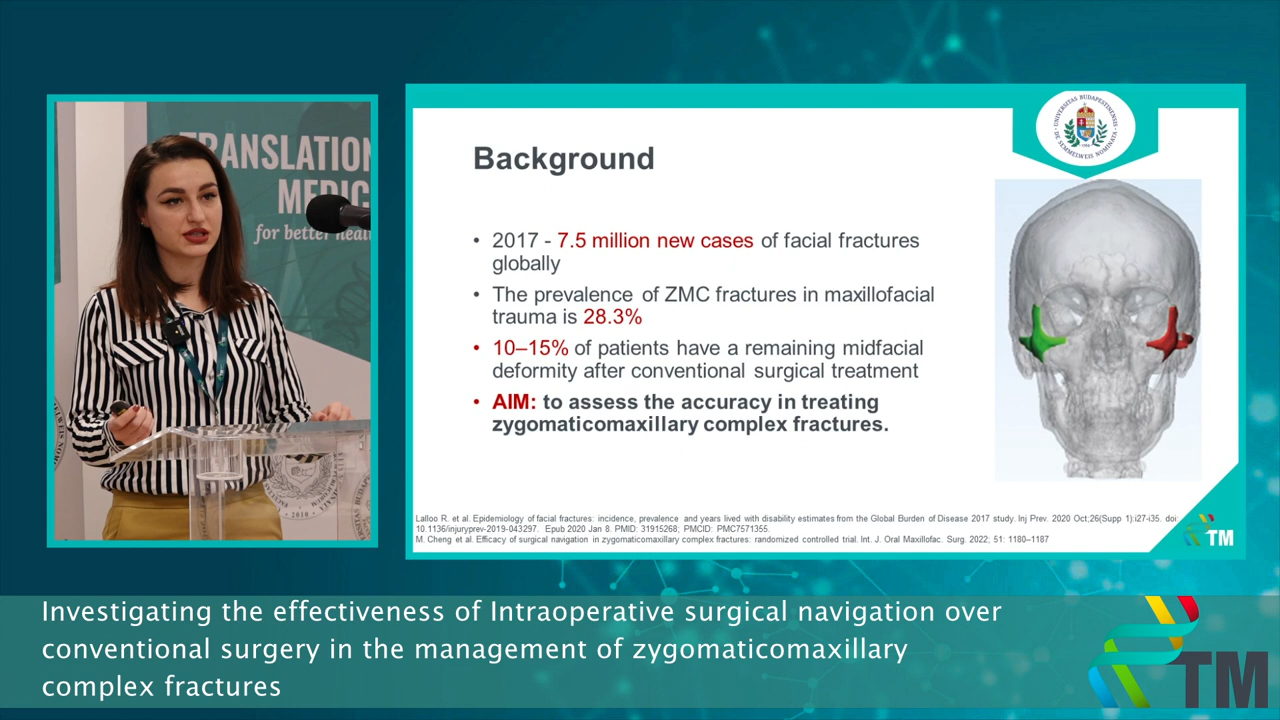 TRANSLATION
MEDIC
for better heal
Background
UNIVERSITAS BUDAPESTINENSIS
DE SEMMELWEIS NOMINATA
• 2017 - 7.5 million new cases of facial fractures
globally
• The prevalence of ZMC fractures in maxillofacial
trauma is 28.3%
• 10–15% of patients have a remaining midfacial
deformity after conventional surgical treatment
• AIM: to assess the accuracy in treating
zygomaticomaxillary complex fractures.
Lalloo R. et al. Epidemiology of facial fractures: incidence, prevalence and years lived with disability estimates from the Global Burden of Disease 2017 study. Inj Prev. 2020 Oct;26(Supp 1):i27-i35. doi:
10.1136/injuryprev-2019-043297. Epub 2020 Jan 8. PMID: 31915268; PMCID: PMC7571355.
M. Cheng et al. Efficacy of surgical navigation in zygomaticomaxillary complex fractures: randomized controlled trial. Int. J. Oral Maxillofac. Surg. 2022; 51: 1180–1187
TM
Investigating the effectiveness of Intraoperative surgical navigation over
conventional surgery in the management of zygomaticomaxillary
complex fractures
TM